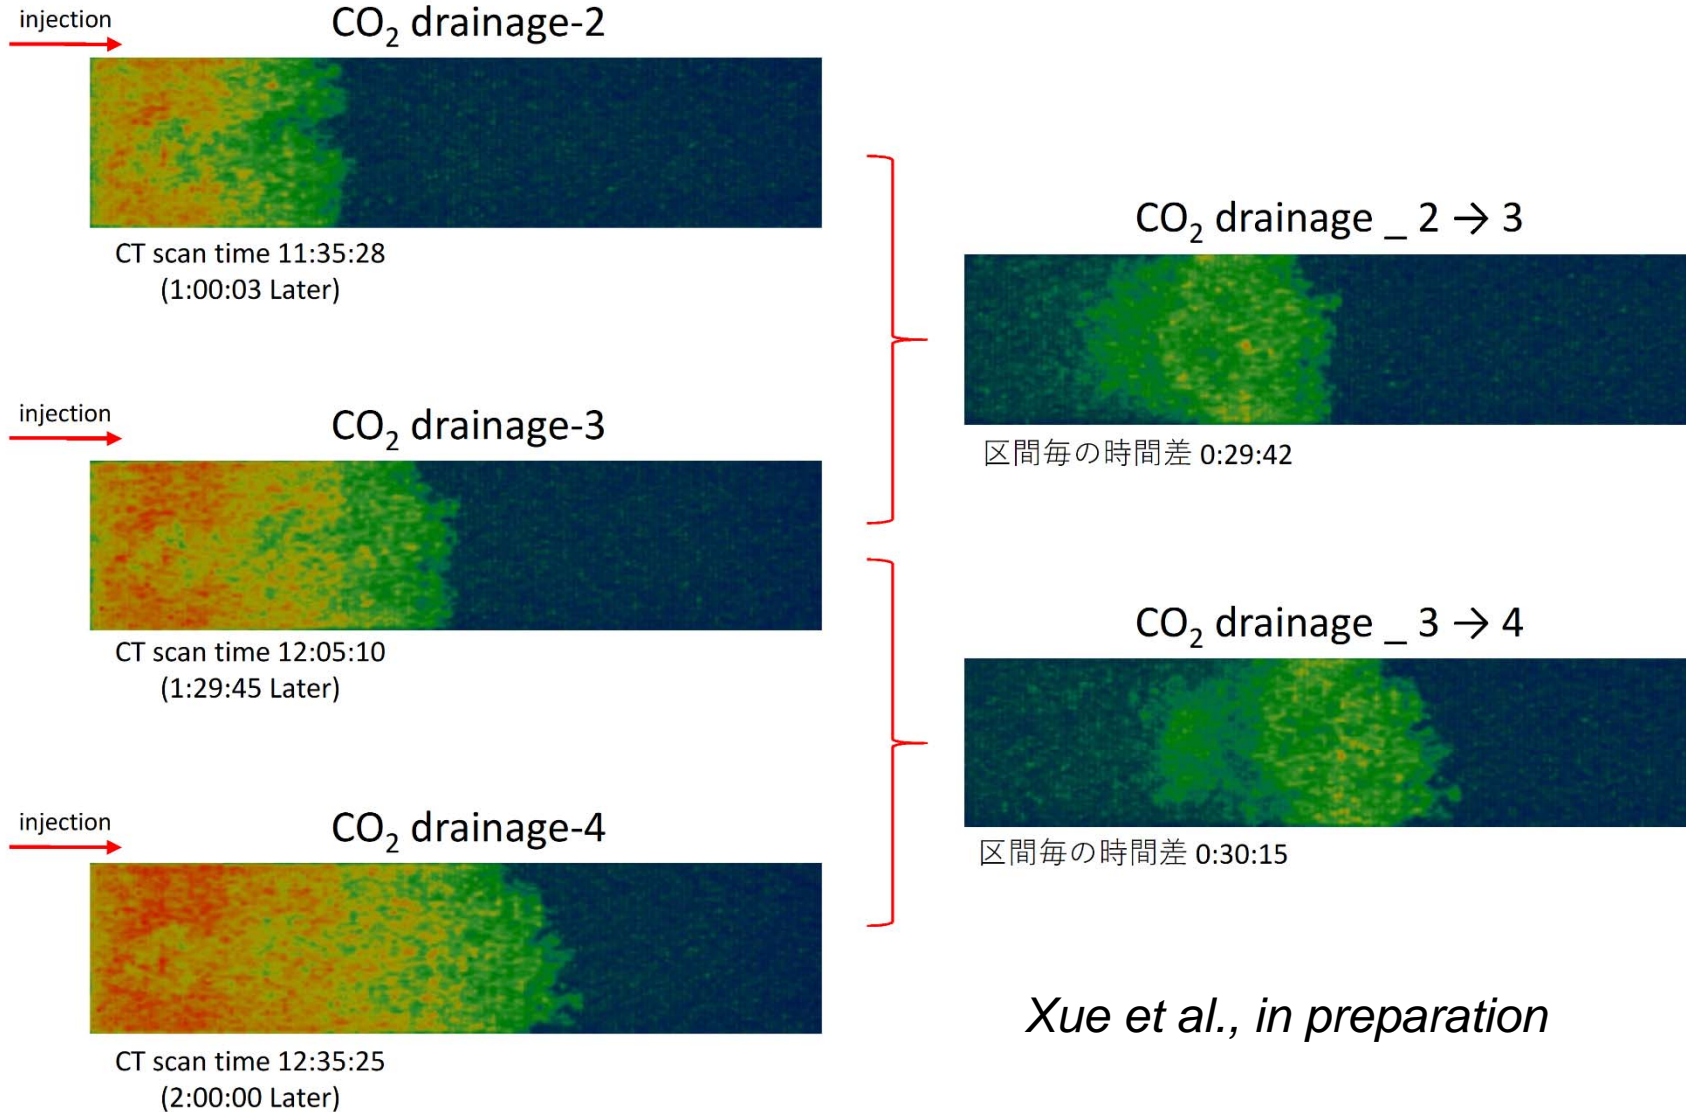 injection
CO₂ drainage-2
CT scan time 11:35:28
(1:00:03 Later)
injection
CO₂ drainage-3
CT scan time 12:05:10
(1:29:45 Later)
injection
CO₂ drainage-4
CT scan time 12:35:25
(2:00:00 Later)
CO₂ drainage _ 2 → 3
区間毎の時間差 0:29:42
CO₂ drainage _ 3 → 4
区間毎の時間差 0:30:15
Xue et al., in preparation